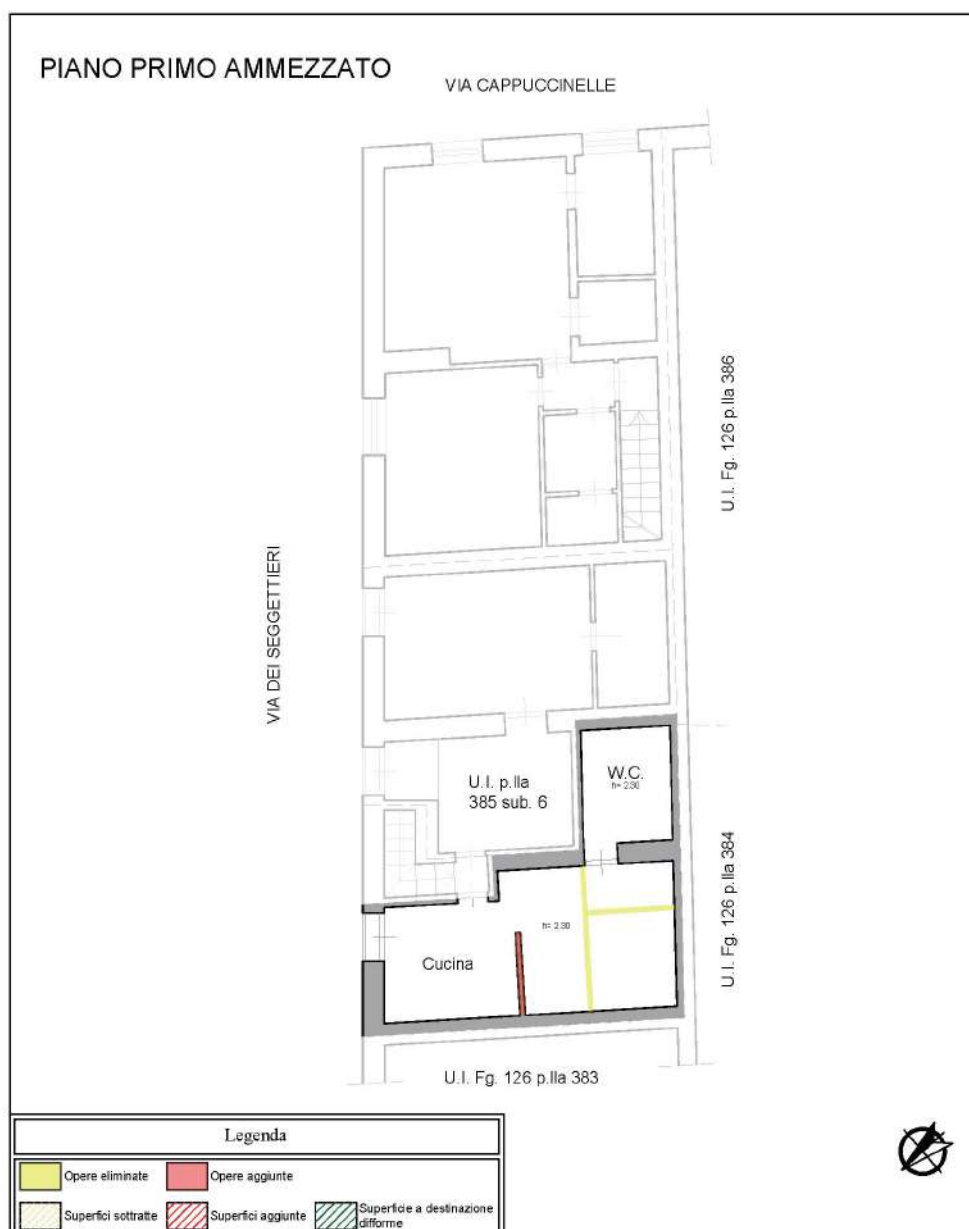 PIANO PRIMO AMMEZZATO
VIA CAPPUCCINELLE
U.I. Fg. 126 p.lla 386
VIA DEI SEGGETTIERI
U.I. p.lla
385 sub. 6
W.C.
h= 2.30
U.I. Fg. 126 p.lla 384
h= 2.30
Cucina
U.I. Fg. 126 p.lla 383
Legenda
Opere eliminate
Opere aggiunte
Superfici sottratte
Superfici aggiunte
Superficie a destinazione
difforme